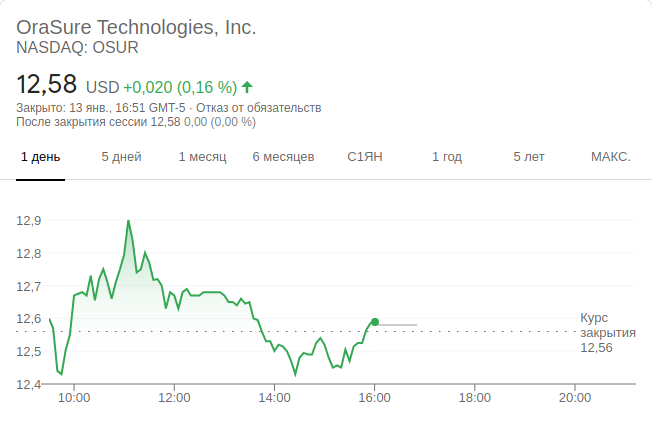 OraSure Technologies, Inc.
NASDAQ: OSUR
12,58 USD +0,020 (0,16 %)
Закрыто: 13 янв., 16:51 GMT-5 · Отказ от обязательств
После закрытия сессии 12,58 0,00 (0,00 %)
1 день 5 дней 1 месяц 6 месяцев С1ЯН 1 год 5 лет МАКС.
12,9
12,8
12,7
12,6
12,5
12,4
Курс
закрытия
12,56
10:00 12:00 14:00 16:00 18:00 20:00